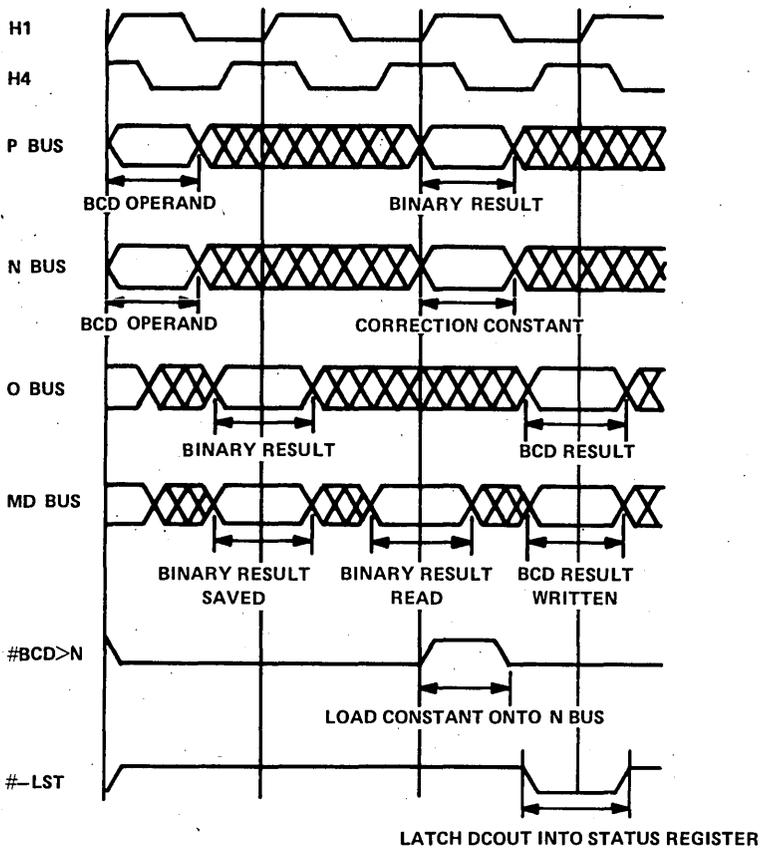 H1
H4
P BUS
BCD OPERAND
BINARY RESULT
N BUS
BCD OPERAND
CORRECTION CONSTANT
O BUS
BINARY RESULT
BCD RESULT
MD BUS
BINARY RESULT
SAVED
BINARY RESULT
READ
BCD RESULT
WRITTEN
#BCD>N
LOAD CONSTANT ONTO N BUS
#-LST
LATCH DCOUT INTO STATUS REGISTER